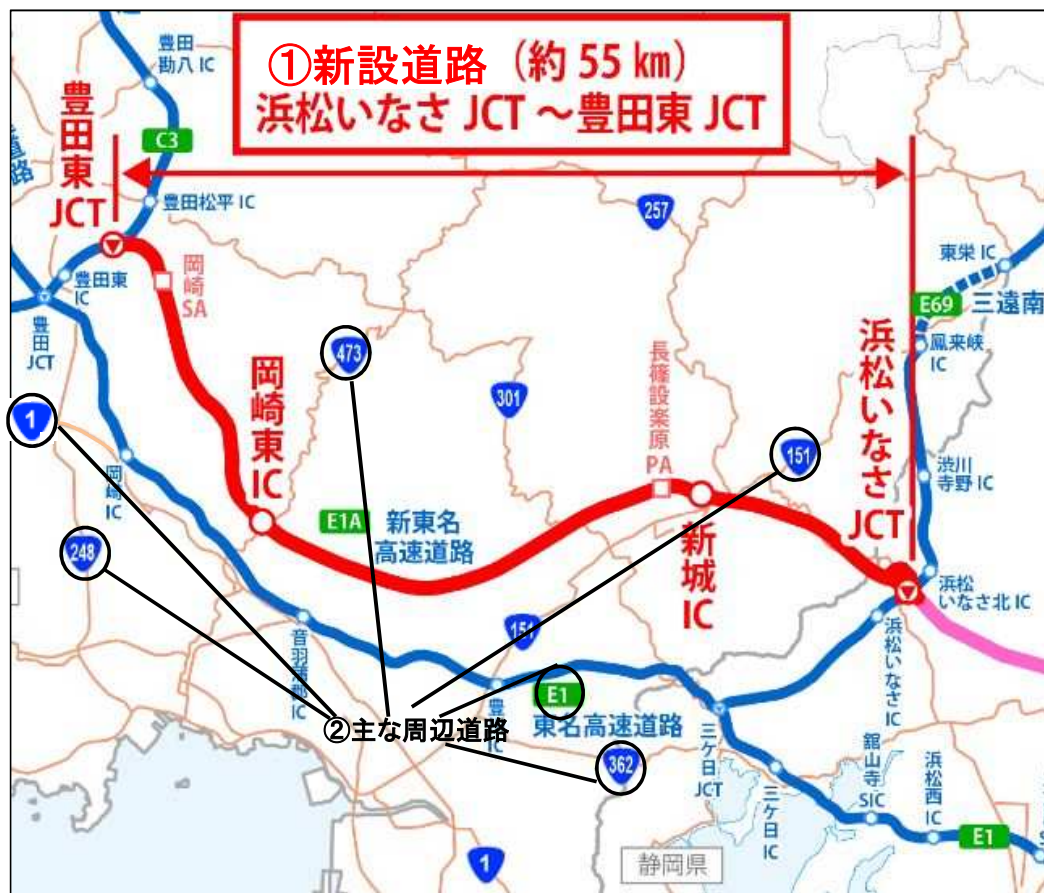 ①新設道路（約 55 km）
浜松いなさ JCT ～豊田東 JCT
豊田
勘八 IC
C3
豊田松平 IC
豊田東
JCT
257
東栄 IC
E69 三遠南
鳳来峡
IC
豊田東
IC
岡崎
SA
豊田
JCT
473
301
長篠設楽原
PA
浜松いなさ
JCT
1
岡崎東
IC
151
岡崎
IC
渋川
寺野 IC
E1A 新東名
高速道路
新城
IC
248
浜松
いなさ北 IC
浜松いなさ
IC
151
音羽蒲郡
IC
E1
東名高速道路
②主な周辺道路
362
三ヶ日
JCT
三ヶ日
IC
舘山寺
SIC
浜松西
IC
E1
1
静岡県